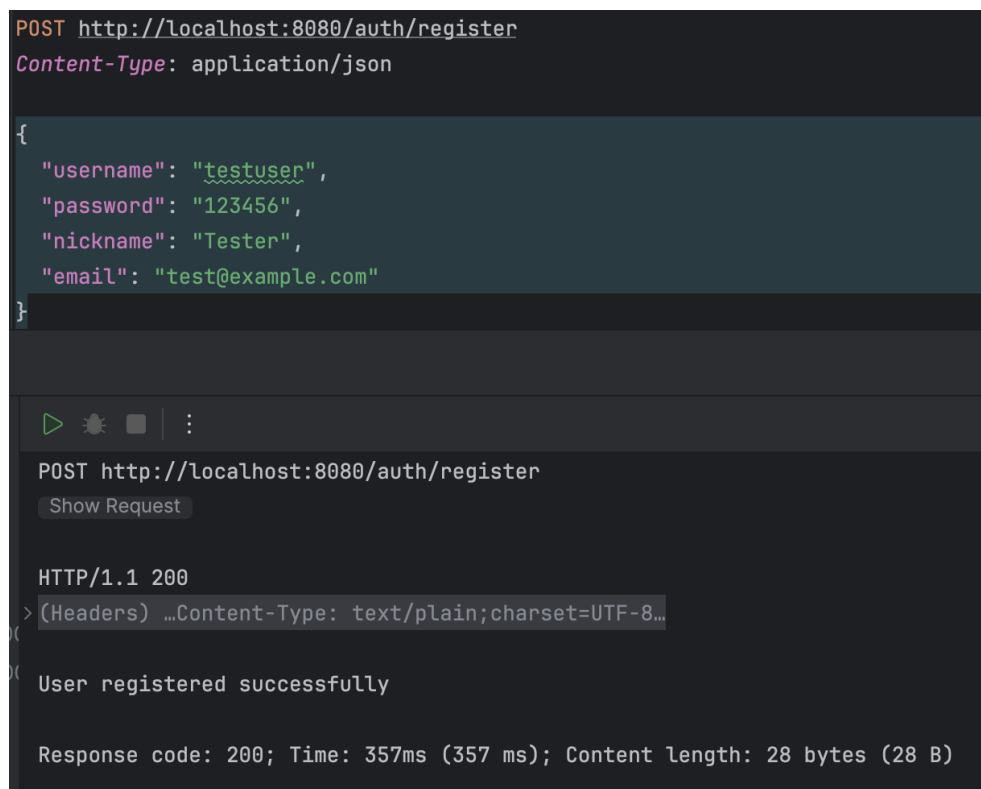 POST http://localhost:8080/auth/register
Content-Type: application/json
{
"username": "testuser",
"password": "123456",
"nickname": "Tester",
"email": "test@example.com"
}
POST http://localhost:8080/auth/register
Show Request
HTTP/1.1 200
(Headers) …Content-Type: text/plain;charset=UTF-8…
User registered successfully
Response code: 200; Time: 357ms (357 ms); Content length: 28 bytes (28 B)